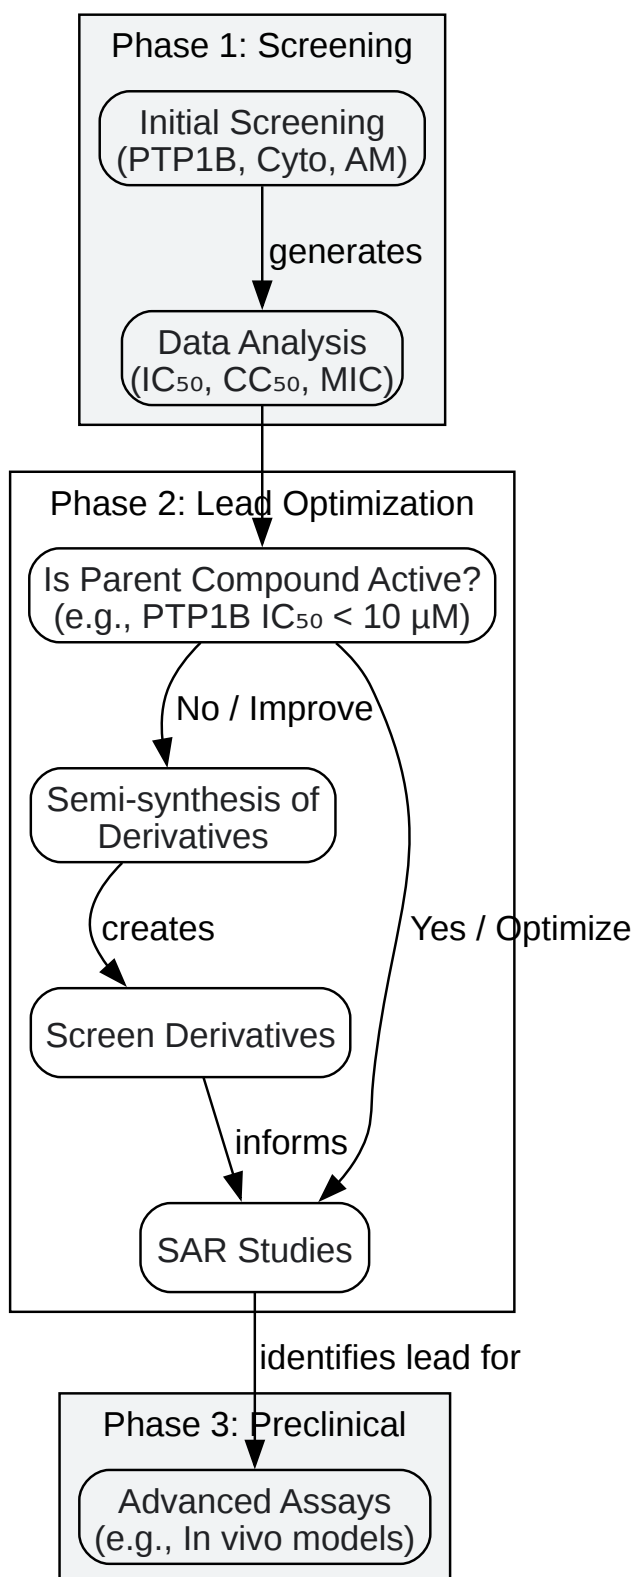 Phase 1: Screening
Initial Screening
(PTP1B, Cyto, AM)
generates
Data Analysis
(IC₅₀, CC₅₀, MIC)
Phase 2: Lead Optimization
Is Parent Compound Active?
(e.g., PTP1B IC₅₀ < 10 µM)
No / Improve
Semi-synthesis of
Derivatives
creates
Yes / Optimize
Screen Derivatives
informs
SAR Studies
identifies lead for
Phase 3: Preclinical
Advanced Assays
(e.g., In vivo models)